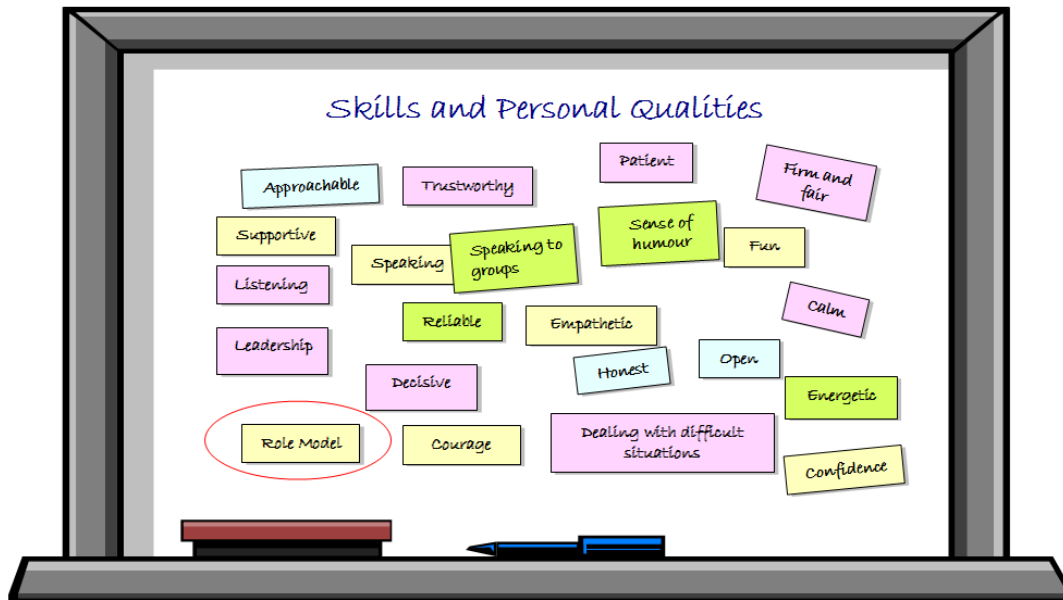 Skills and Personal Qualities
Patient
Firm and
fair
Approachable
Trustworthy
Supportive
Sense of
humour
Speaking to
groups
Fun
Speaking
Listening
Calm
Reliable
Empathetic
Leadership
Open
Honest
Decisive
Energetic
Role Model
Courage
Dealing with difficult
situations
Confidence